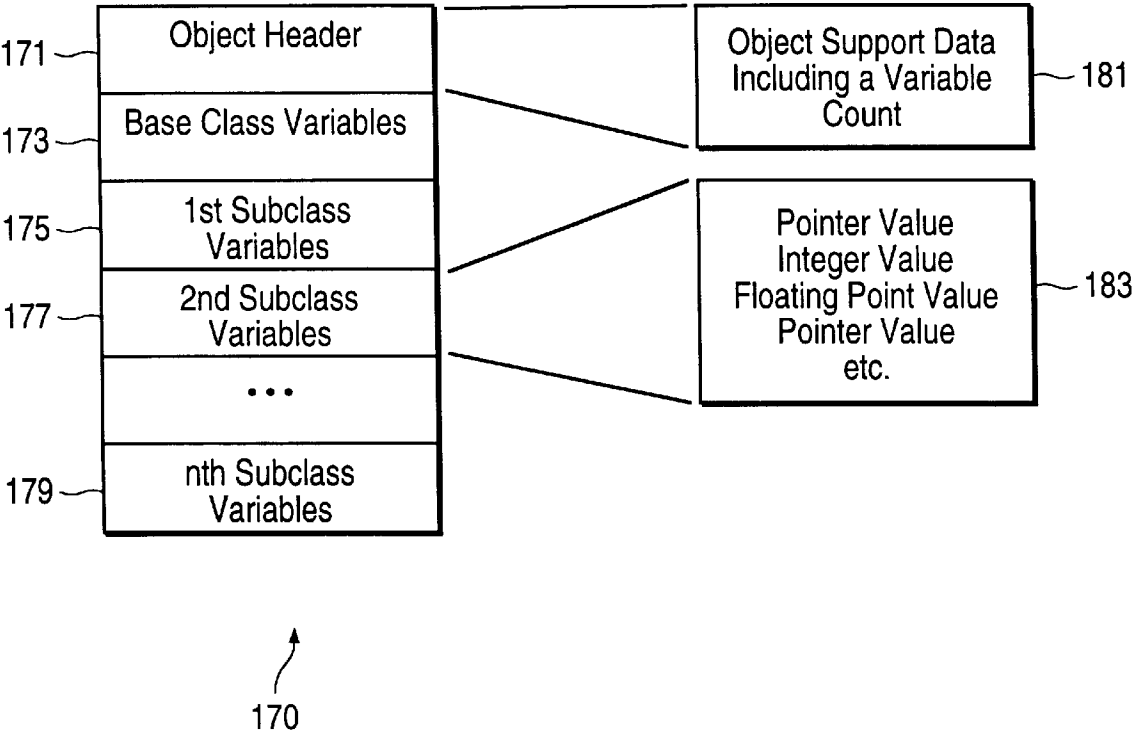 171
Object Header
173
Base Class Variables
175
1st Subclass
Variables
177
2nd Subclass
Variables
• • •
179
nth Subclass
Variables
170
Object Support Data
Including a Variable
Count
181
Pointer Value
Integer Value
Floating Point Value
Pointer Value
etc.
183